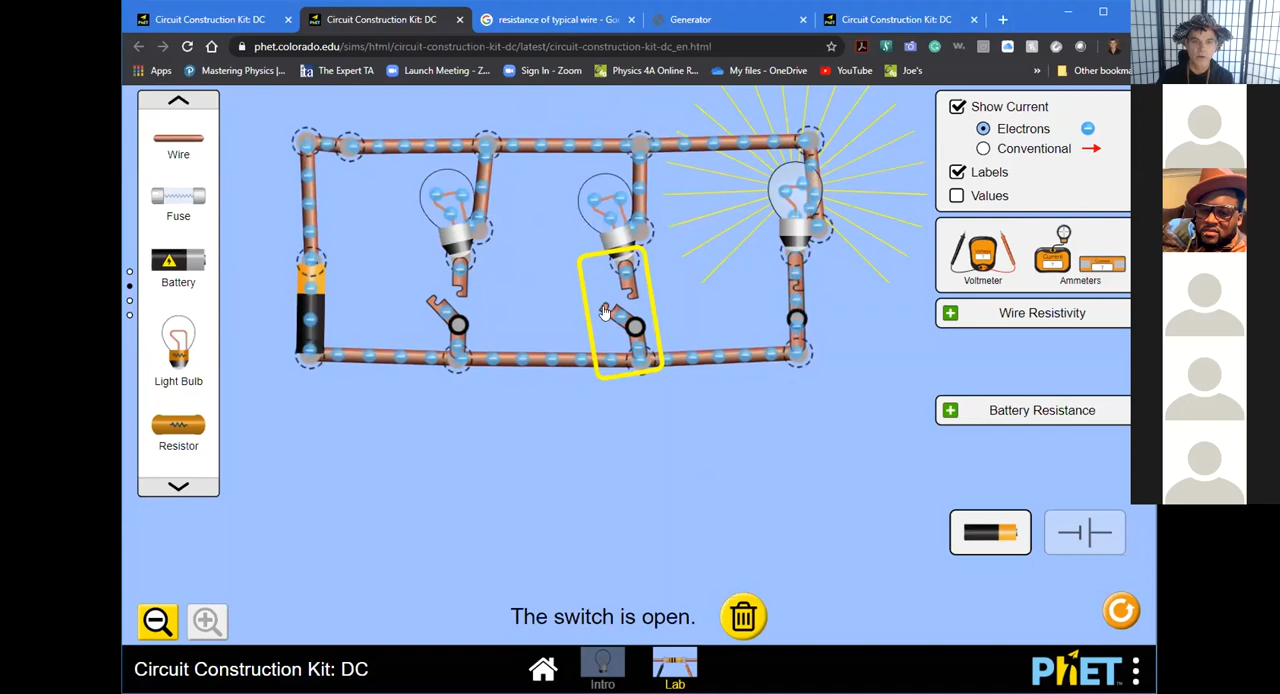 Circuit Construction Kit: DC
Circuit Construction Kit: DC
resistance of typical wire - Goo
Generator
Circuit Construction Kit: DC
phet.colorado.edu/sims/html/circuit-construction-kit-dc/latest/circuit-construction-kit-dc_en.html
Apps
Mastering Physics |...
The Expert TA
Launch Meeting - Z...
Sign In - Zoom
Physics 4A Online R...
My files - OneDrive
YouTube
Joe's
»
Other bookma
Wire
Fuse
Battery
Light Bulb
Resistor
Show Current
Electrons
Conventional
Labels
Values
Voltmeter
Ammeters
Wire Resistivity
Battery Resistance
The switch is open.
Circuit Construction Kit: DC
Intro
Lab
PhET